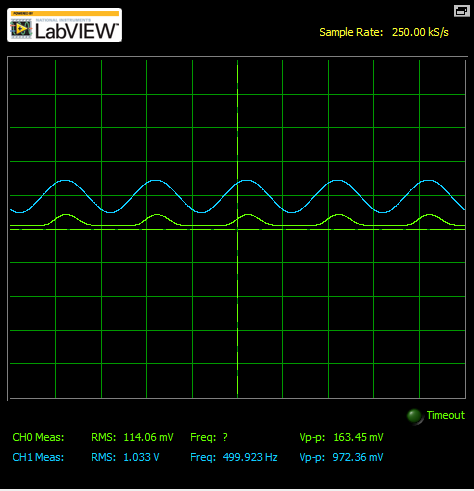 POWERED BY
NATIONAL INSTRUMENTS
LabVIEW™
Sample Rate: 250.00 kS/s
Timeout
CH0 Meas: RMS: 114.06 mV Freq: ? Vp-p: 163.45 mV
CH1 Meas: RMS: 1.033 V Freq: 499.923 Hz Vp-p: 972.36 mV